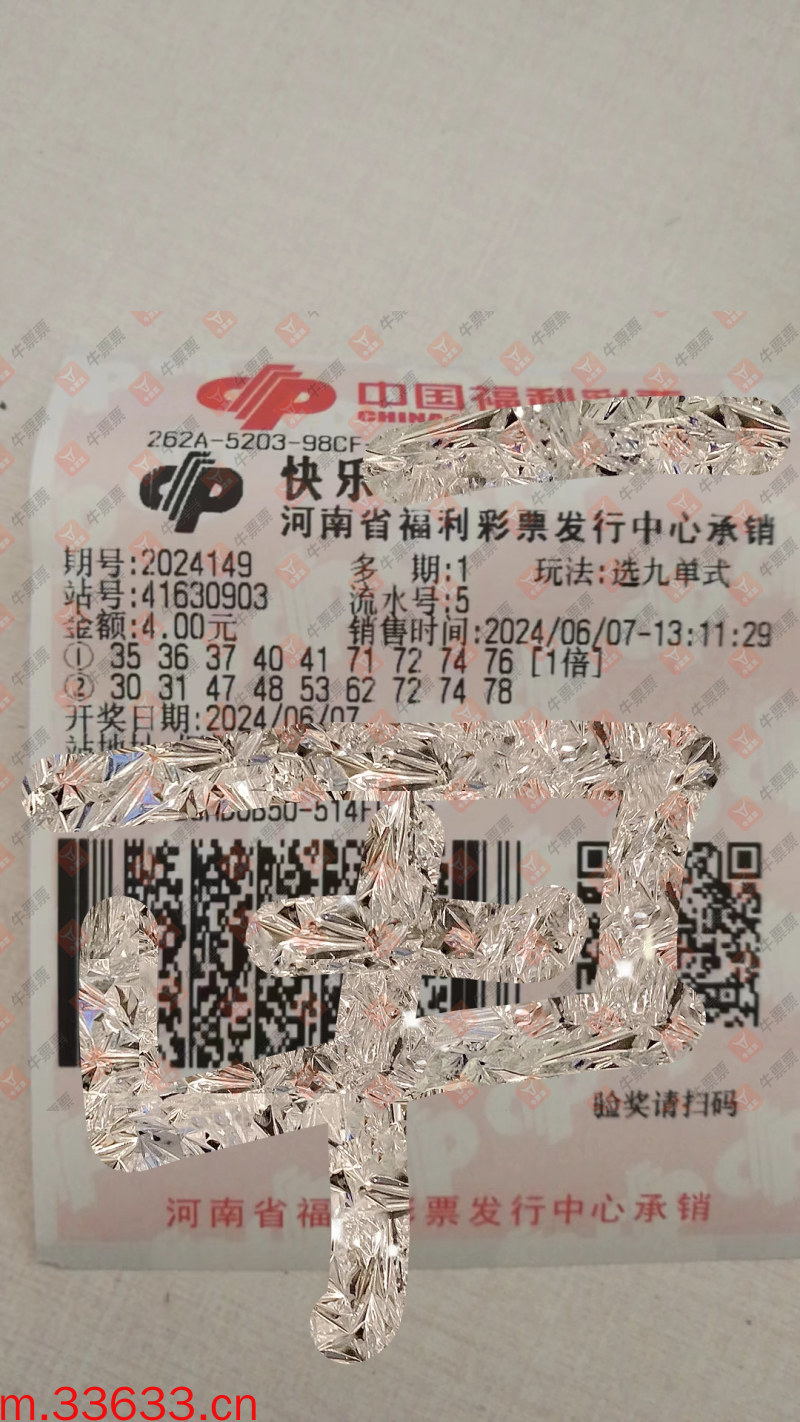 中国福利彩票
CHINA
262A-5203-98CF-
快乐
河南省福利彩票发行中心承销
期号:2024149 多 期:1 玩法:选九单式
站号:41630903 流水号:5
金额:4.00元 销售时间:2024/06/07-13:11:29
① 35 36 37 40 41 71 72 74 76 [1倍]
② 30 31 47 48 53 62 72 74 78
开奖日期:2024/06/07
50-514F
验奖请扫码
河南省福 彩票发行中心承销
牛票票
m.33633.cn